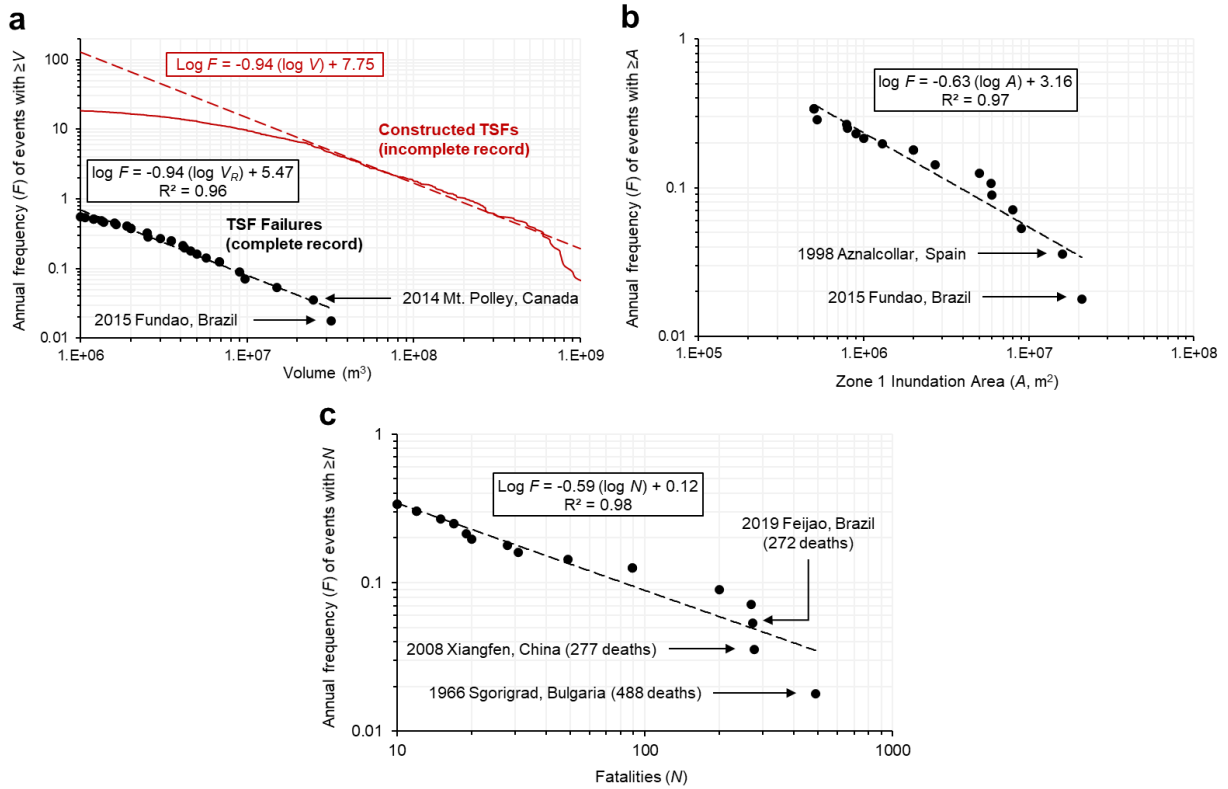 a
Annual frequency (F) of events with ≥V
100
10
1
0.1
0.01
Log F = -0.94 (log V) + 7.75
Constructed TSFs
(incomplete record)
log F = -0.94 (log VR) + 5.47
R² = 0.96
TSF Failures
(complete record)
2014 Mt. Polley, Canada
2015 Fundao, Brazil
1.E+06
1.E+07
1.E+08
1.E+09
Volume (m³)
b
Annual frequency (F) of events with ≥A
1
0.1
0.01
log F = -0.63 (log A) + 3.16
R² = 0.97
1998 Aznalcollar, Spain
2015 Fundao, Brazil
1.E+05
1.E+06
1.E+07
1.E+08
Zone 1 Inundation Area (A, m²)
c
Annual frequency (F) of events with ≥N
1
0.1
0.01
Log F = -0.59 (log N) + 0.12
R² = 0.98
2019 Feijao, Brazil
(272 deaths)
2008 Xiangfen, China (277 deaths)
1966 Sgorigrad, Bulgaria (488 deaths)
10
100
1000
Fatalities (N)